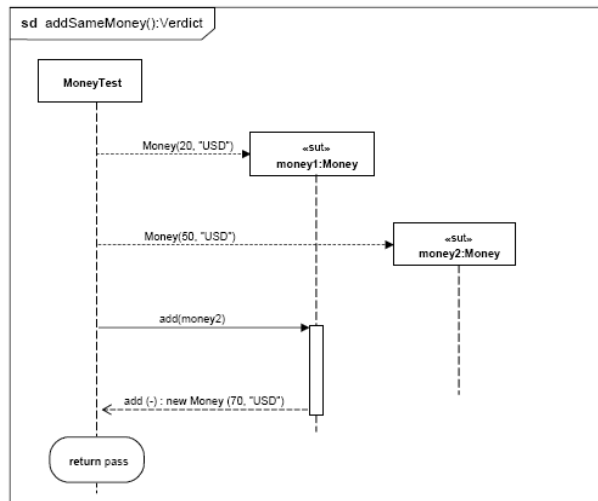 sd addSameMoney():Verdict
MoneyTest
Money(20, "USD")
«sut»
money1:Money
Money(50, "USD")
«sut»
money2:Money
add(money2)
add (-) : new Money (70, "USD")
return pass